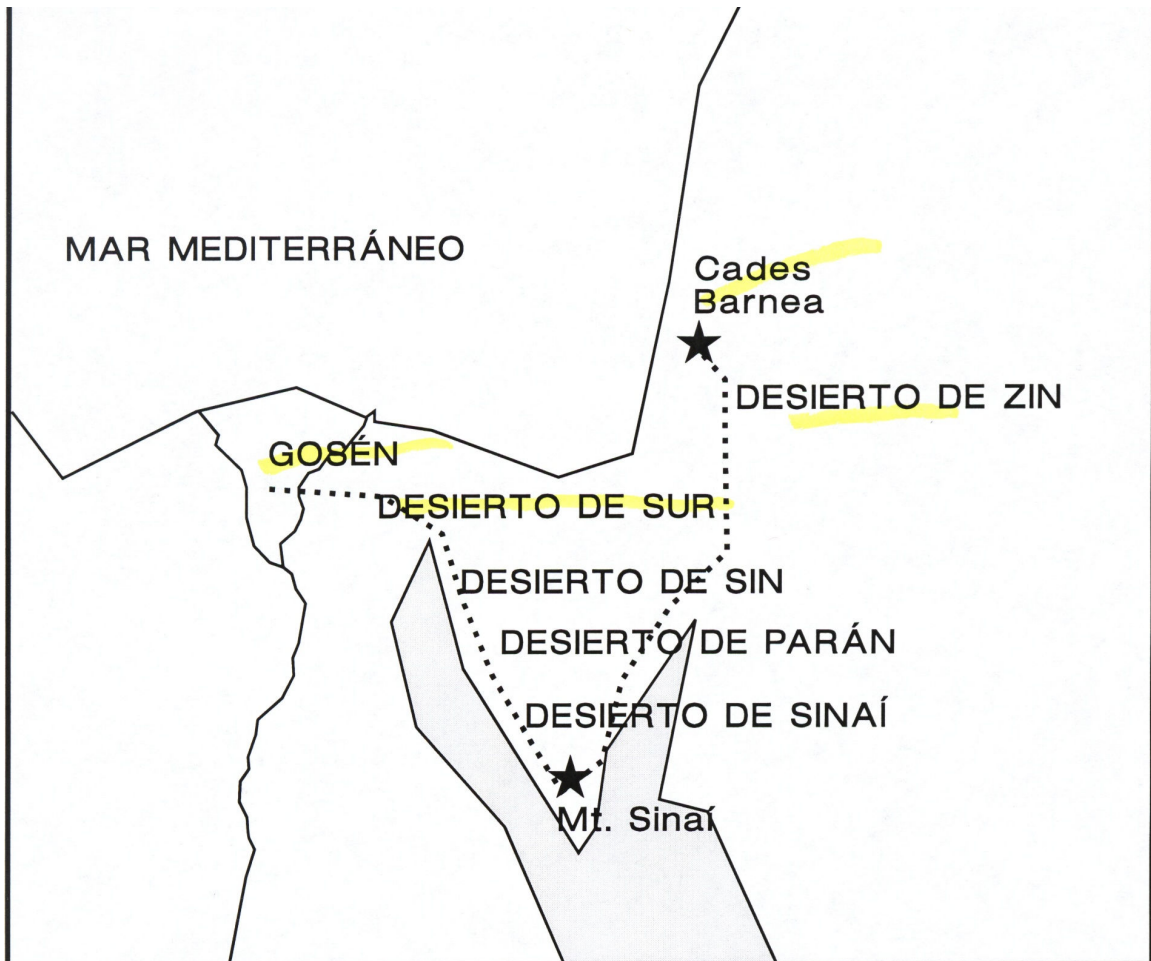 MAR MEDITERRÁNEO
Cades
Barnea
DESIERTO DE ZIN
GOSÉN
DESIERTO DE SUR
DESIERTO DE SIN
DESIERTO DE PARÁN
DESIERTO DE SINAÍ
Mt. Sinaí